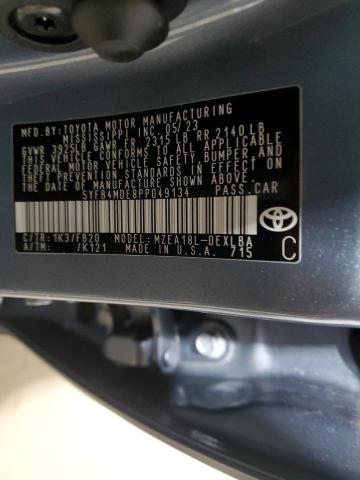 MFD.BY:TOYOTA MOTOR MANUFACTURING
MISSISSIPPI INC. 05/23
GVWR 3925LB GAWR FR 2315 LB RR 2140 LB
THIS VEHICLE CONFORMS TO ALL APPLICABLE
FEDERAL MOTOR VEHICLE SAFETY, BUMPER, AND
THEFT PREVENTION STANDARDS IN EFFECT ON
THE DATE OF MANUFACTURE SHOWN ABOVE.
5YFB4MDE8PP049134 PASS.CAR
C/TR:1K3/FB20 MODEL:MZEA18L-DEXLBA
A/TM: /K121 MADE IN U.S.A. 715
C